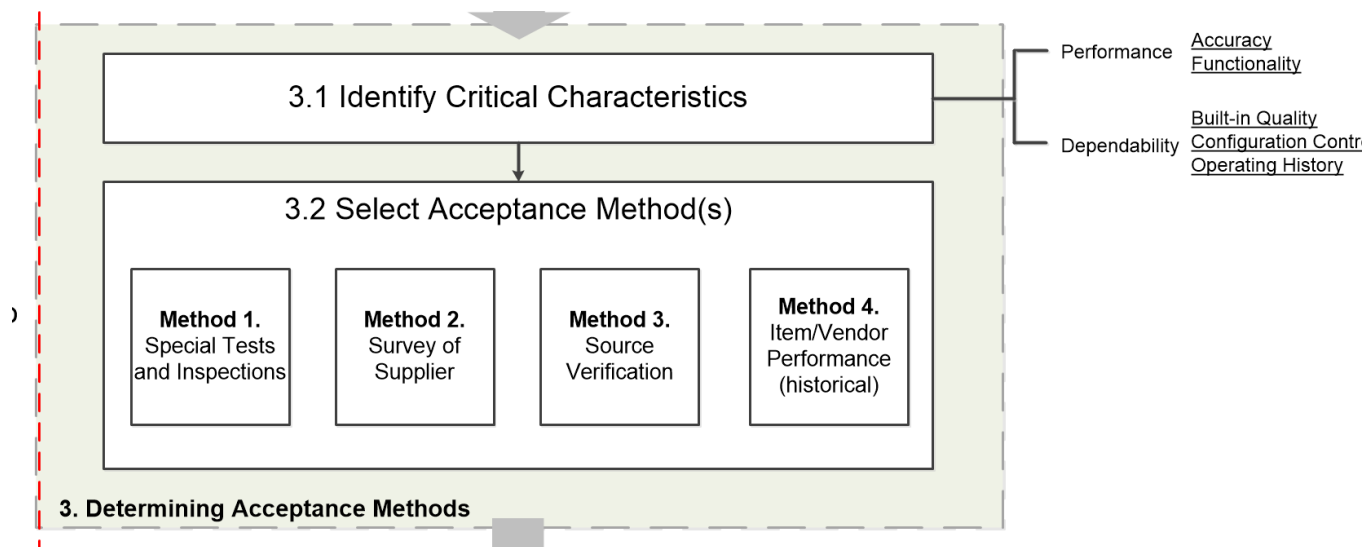 3.1 Identify Critical Characteristics
Performance
Accuracy
Functionality
Dependability
Built-in Quality
Configuration
Operating History
3.2 Select Acceptance Method(s)
Method 1.
Special Tests
and Inspections
Method 2.
Survey of
Supplier
Method 3.
Source
Verification
Method 4.
Item/Vendor
Performance
(historical)
3. Determining Acceptance Methods